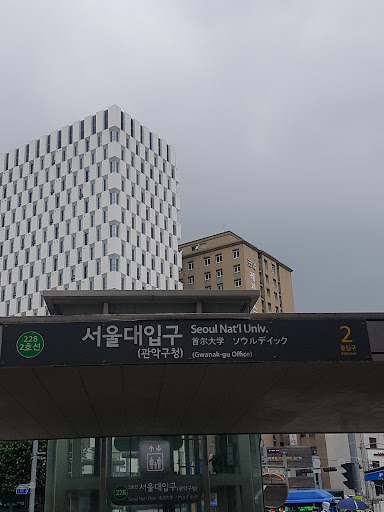 228
2호선
서울대입구
(관악구청)
Seoul Nat'l Univ.
首尔大学 ソウルデイック
(Gwanak-gu Office)
2
출입구
228
서울대입구